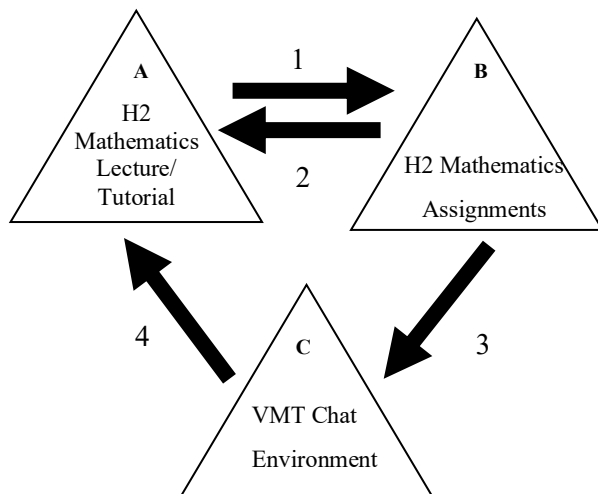 A
H2
Mathematics
Lecture/
Tutorial
1
2
B
H2 Mathematics
Assignments
4
3
C
VMT Chat
Environment